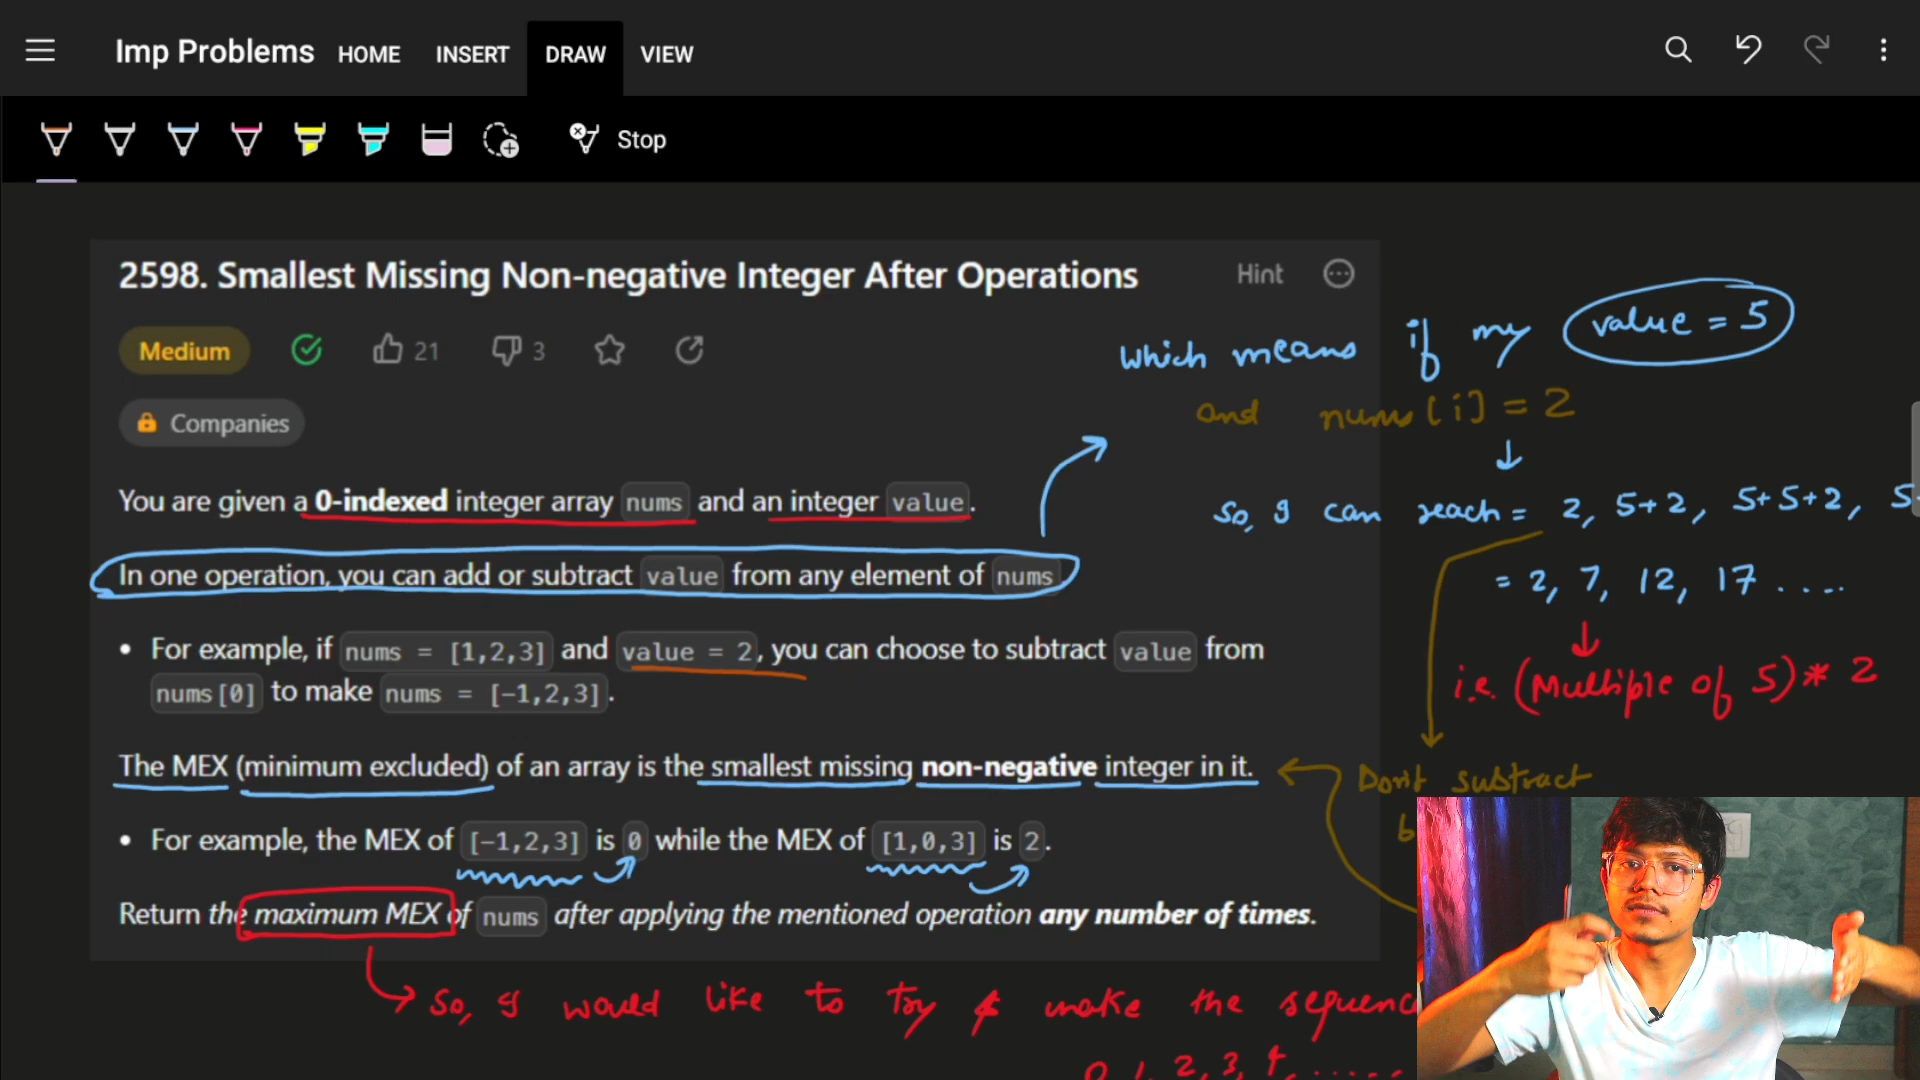 Imp Problems HOME INSERT DRAW VIEW
Stop
2598. Smallest Missing Non-negative Integer After Operations Hint
Medium 21 3
Companies
which means if my value = 5
and nums[i] = 2
You are given a 0-indexed integer array nums and an integer value.
So, I can reach = 2, 5+2, 5+5+2, 5
In one operation, you can add or subtract value from any element of nums
= 2, 7, 12, 17 .....
• For example, if nums = [1,2,3] and value = 2, you can choose to subtract value from
nums[0] to make nums = [-1,2,3].
i.e. (Multiple of 5) * 2
The MEX (minimum excluded) of an array is the smallest missing non-negative integer in it.
Don't subtract
b
• For example, the MEX of [-1,2,3] is 0 while the MEX of [1,0,3] is 2.
Return the maximum MEX of nums after applying the mentioned operation any number of times.
So, I would like to try & make the sequenc
0, 1, 2, 3, 4, ......